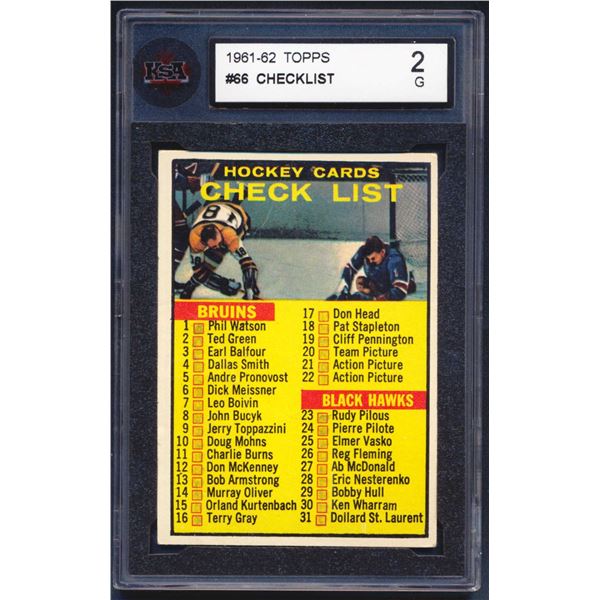 KSA
1961-62 TOPPS
#66 CHECKLIST
2
G
HOCKEY CARDS
CHECK LIST
18
BRUINS
1 Phil Watson
2 Ted Green
3 Earl Balfour
4 Dallas Smith
5 Andre Pronovost
6 Dick Meissner
7 Leo Boivin
8 John Bucyk
9 Jerry Toppazzini
10 Doug Mohns
11 Charlie Burns
12 Don McKenney
13 Bob Armstrong
14 Murray Oliver
15 Orland Kurtenbach
16 Terry Gray
17 Don Head
18 Pat Stapleton
19 Cliff Pennington
20 Team Picture
21 Action Picture
22 Action Picture
BLACK HAWKS
23 Rudy Pilous
24 Pierre Pilote
25 Elmer Vasko
26 Reg Fleming
27 Ab McDonald
28 Eric Nesterenko
29 Bobby Hull
30 Ken Wharram
31 Dollard St. Laurent